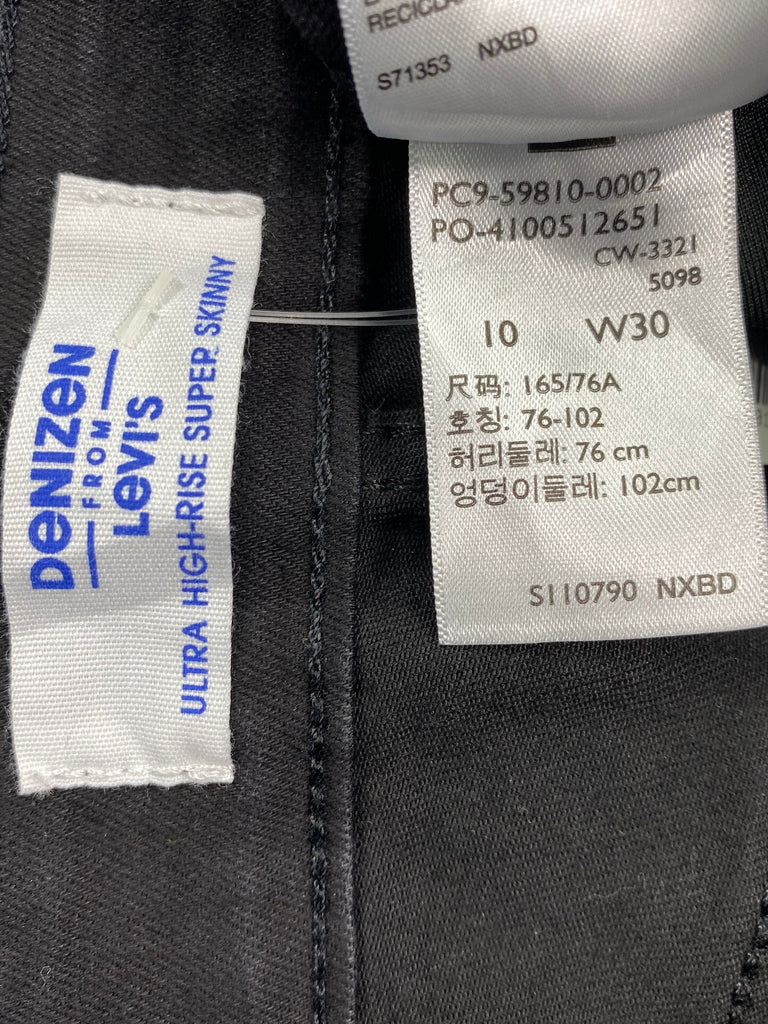 S71353 NXBD
PC9-59810-0002
PO-4100512651
CW-3321
5098
10 W30
尺码: 165/76A
호칭: 76-102
허리둘레: 76 cm
엉덩이둘레: 102cm
S110790 NXBD
DENIZEN
FROM
LEVI'S
ULTRA HIGH-RISE SUPER SKINNY